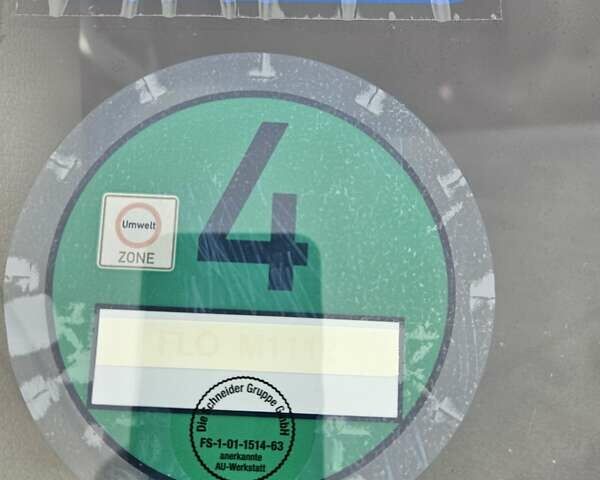 4
Umwelt
ZONE
Die Schneider Gruppe GmbH
FS-1-01-1514-63
anerkannte
AU-Werkstatt